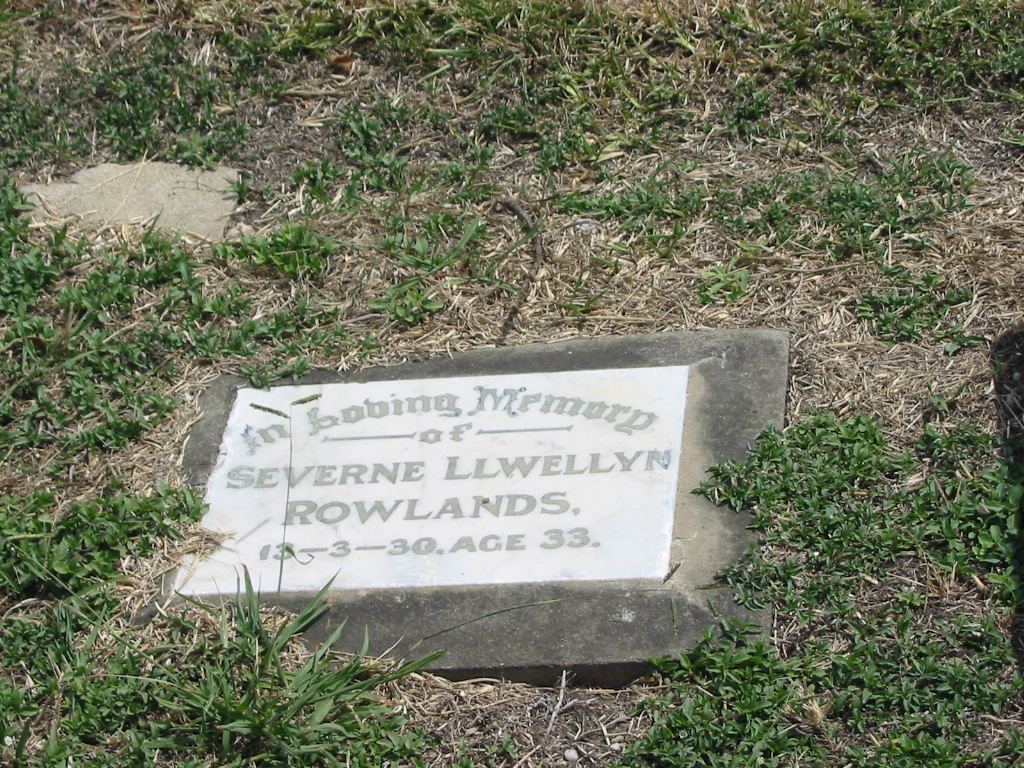 In Loving Memory
of
SEVERNE LLWELLYN
ROWLANDS,
13-3-30. AGE 33.